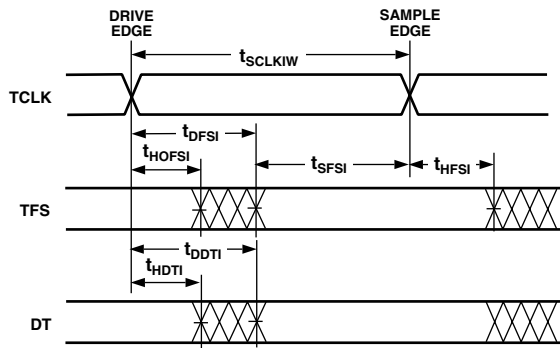 DRIVE
EDGE
SAMPLE
EDGE
tSCLKIW
TCLK
tDFSI
tHOFSI
tSFSI
tHFSI
TFS
tDDTI
tHDTI
DT